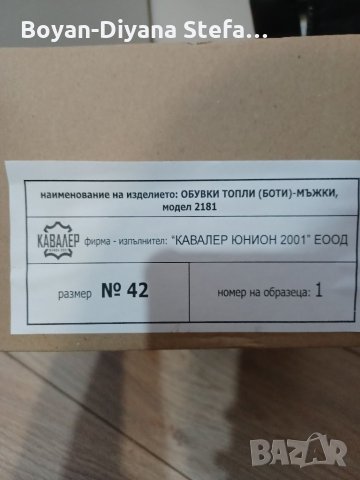 Boyan-Diyana Stefa...
наименование на изделието: ОБУВКИ ТОПЛИ (БОТИ)-МЪЖКИ,
модел 2181
КАВАЛЕР
фирма - изпълнител: "КАВАЛЕР ЮНИОН 2001" ЕООД
размер № 42
номер на образеца: 1
BAZAR